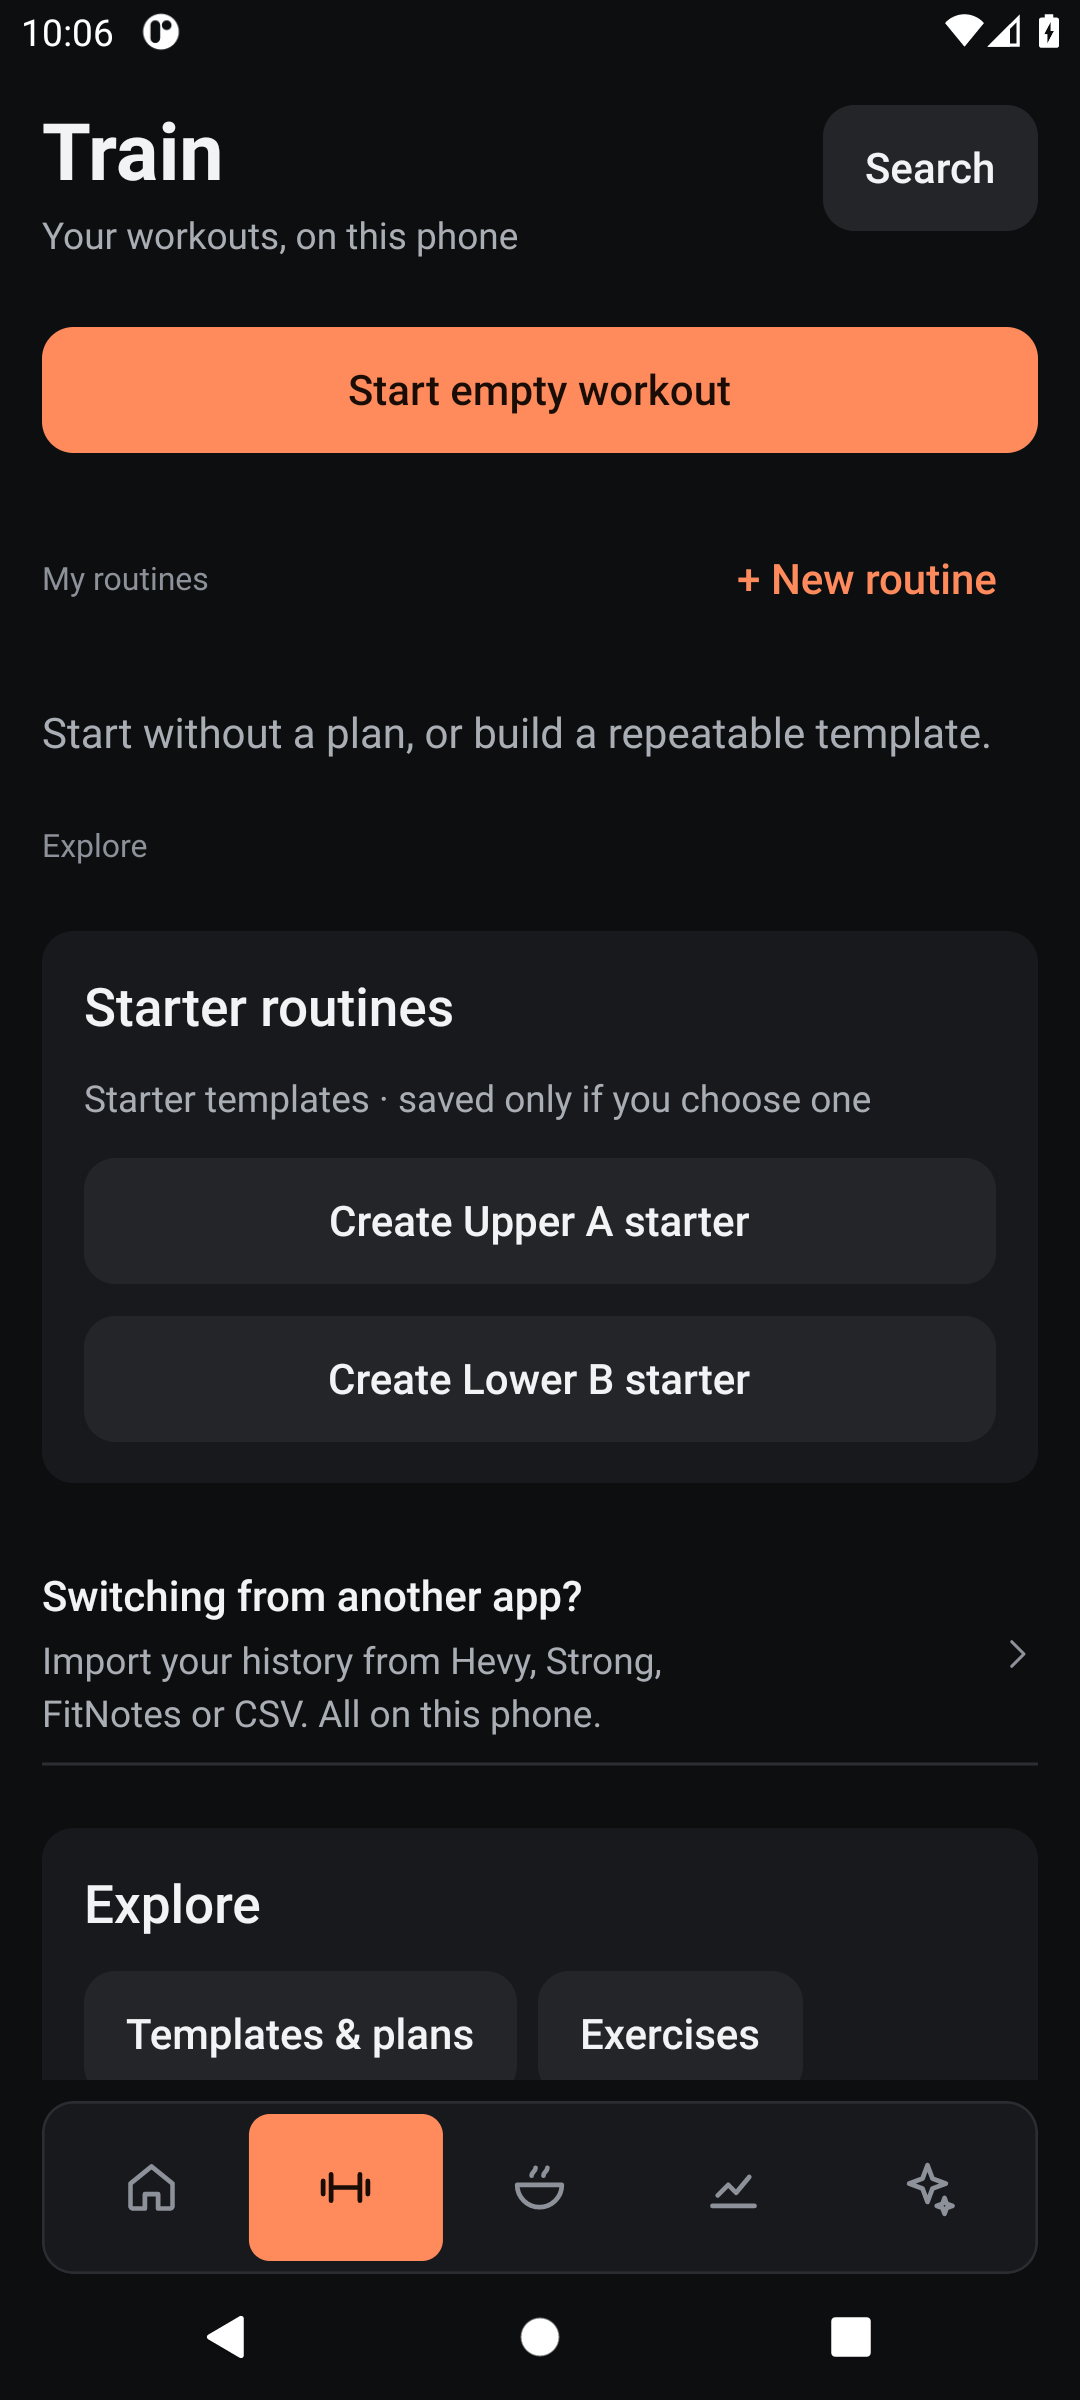 10:06
Train
Search
Your workouts, on this phone
Start empty workout
My routines
+ New routine
Start without a plan, or build a repeatable template.
Explore
Starter routines
Starter templates · saved only if you choose one
Create Upper A starter
Create Lower B starter
Switching from another app?
Import your history from Hevy, Strong,
FitNotes or CSV. All on this phone.
Explore
Templates & plans
Exercises